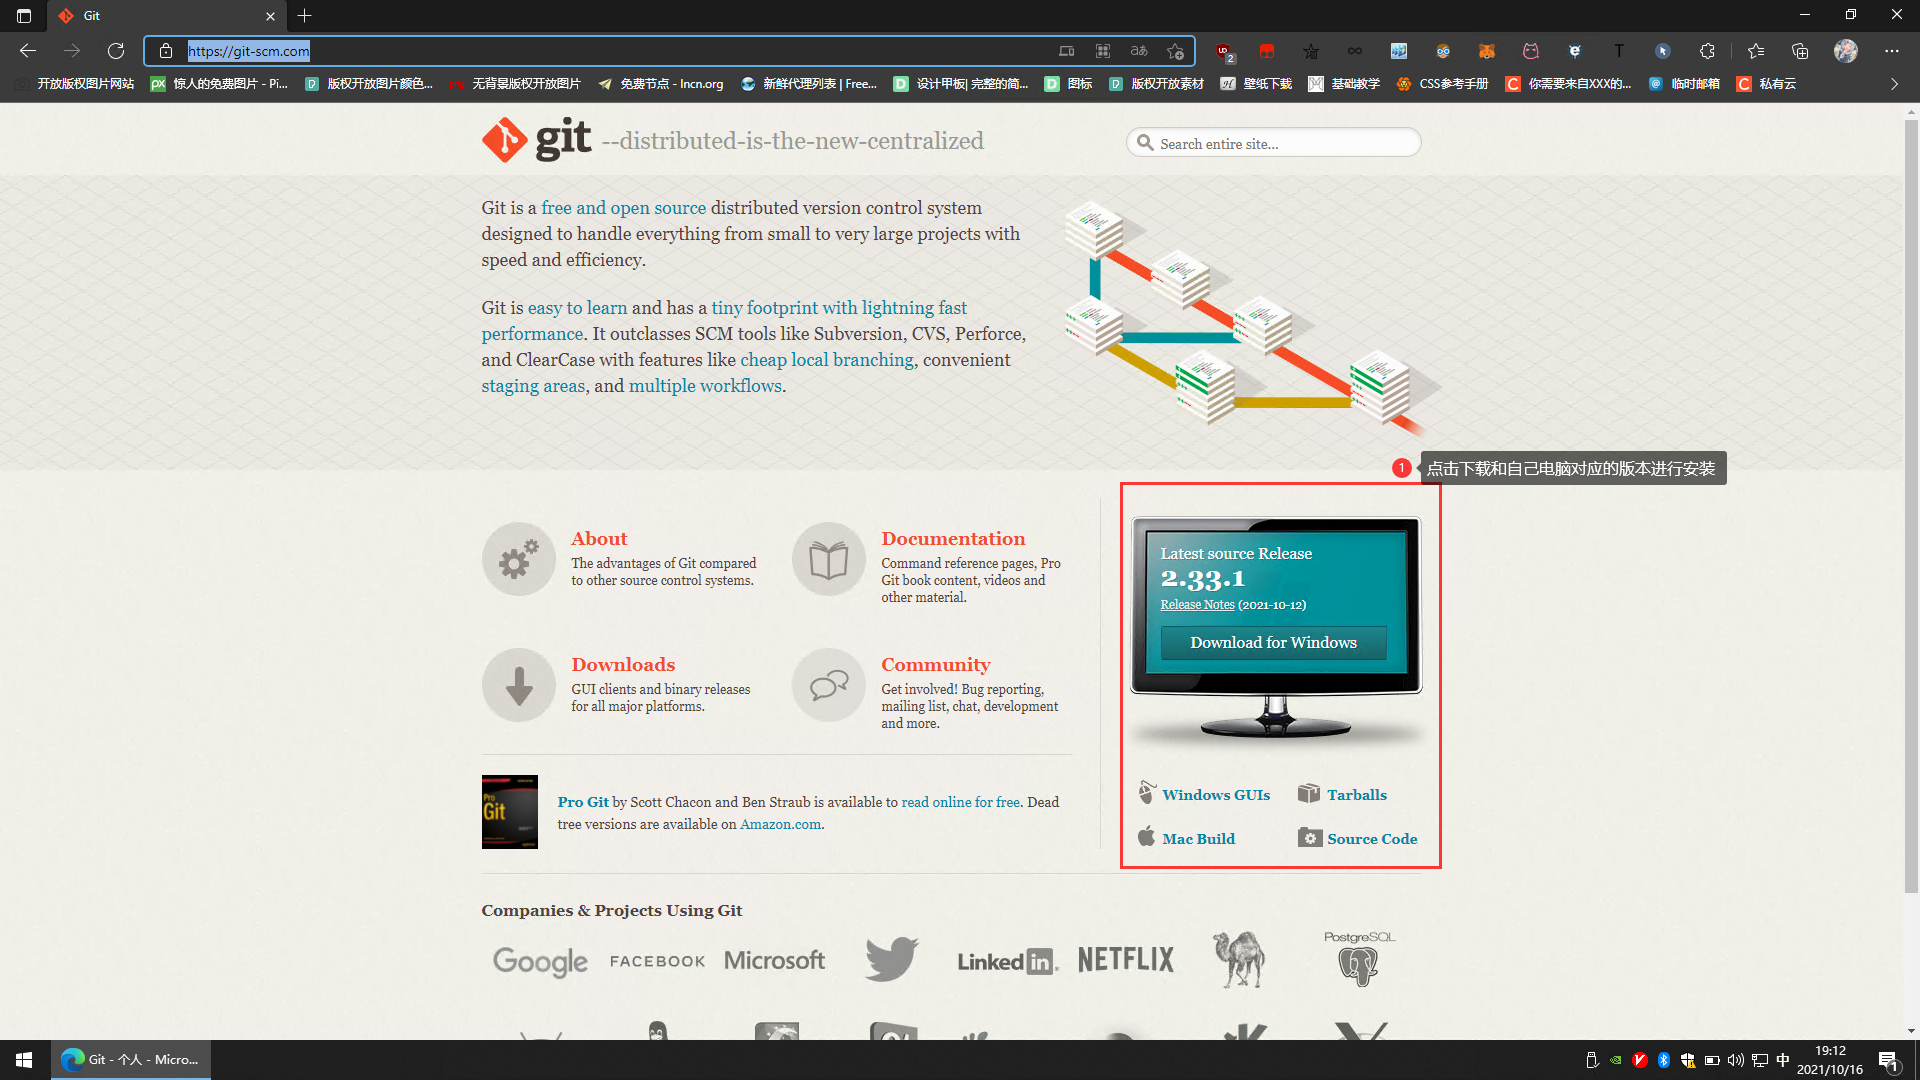 Git
https://git-scm.com
2
开放版权图片网站
惊人的免费图片 - Pi...
版权开放图片颜色...
无背景版权开放图片
免费节点 - lncn.org
新鲜代理列表 | Free...
设计甲板| 完整的简...
图标
版权开放素材
壁纸下载
基础教学
CSS参考手册
你需要来自XXX的...
临时邮箱
私有云
git --distributed-is-the-new-centralized
Search entire site...
Git is a free and open source distributed version control system
designed to handle everything from small to very large projects with
speed and efficiency.
Git is easy to learn and has a tiny footprint with lightning fast
performance. It outclasses SCM tools like Subversion, CVS, Perforce,
and ClearCase with features like cheap local branching, convenient
staging areas, and multiple workflows.
1
点击下载和自己电脑对应的版本进行安装
About
The advantages of Git compared
to other source control systems.
Documentation
Command reference pages, Pro
Git book content, videos and
other material.
Downloads
GUI clients and binary releases
for all major platforms.
Community
Get involved! Bug reporting,
mailing list, chat, development
and more.
Latest source Release
2.33.1
Release Notes (2021-10-12)
Download for Windows
Windows GUIs
Tarballs
Mac Build
Source Code
Pro
Git
Pro Git by Scott Chacon and Ben Straub is available to read online for free. Dead
tree versions are available on Amazon.com.
Companies & Projects Using Git
Google
FACEBOOK
Microsoft
Linked in
NETFLIX
PostgreSQL
Git - 个人 - Micro...
中
19:12
2021/10/16
1